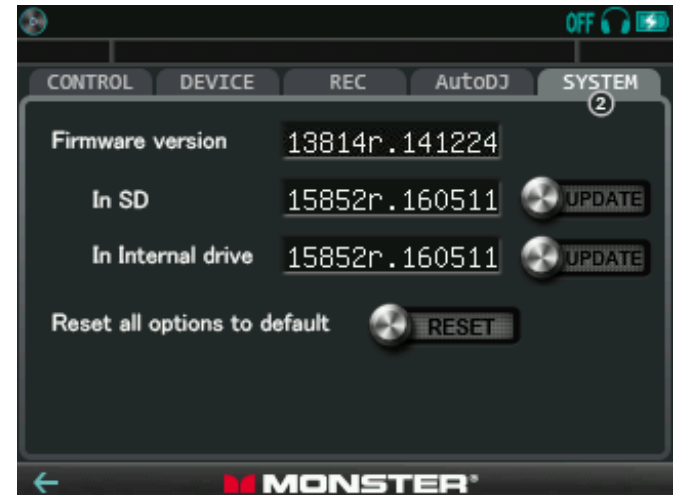 OFF
CONTROL DEVICE REC AutoDJ SYSTEM
2
Firmware version 13814r.141224
In SD 15852r.160511 UPDATE
In Internal drive 15852r.160511 UPDATE
Reset all options to default RESET
MONSTER®